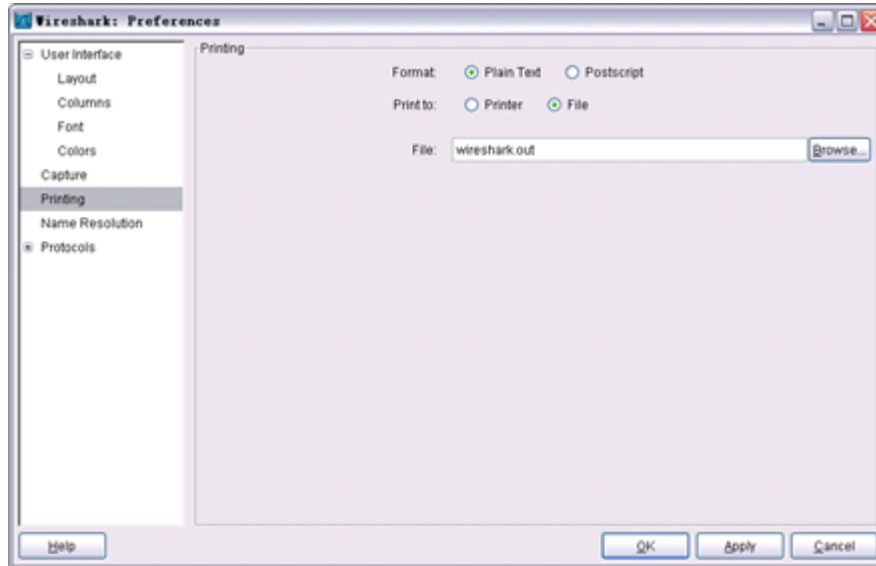 Wireshark: Preferences
User Interface
Layout
Columns
Font
Colors
Capture
Printing
Name Resolution
Protocols
Printing
Format: Plain Text Postscript
Print to: Printer File
File: wireshark.out Browse...
Help OK Apply Cancel